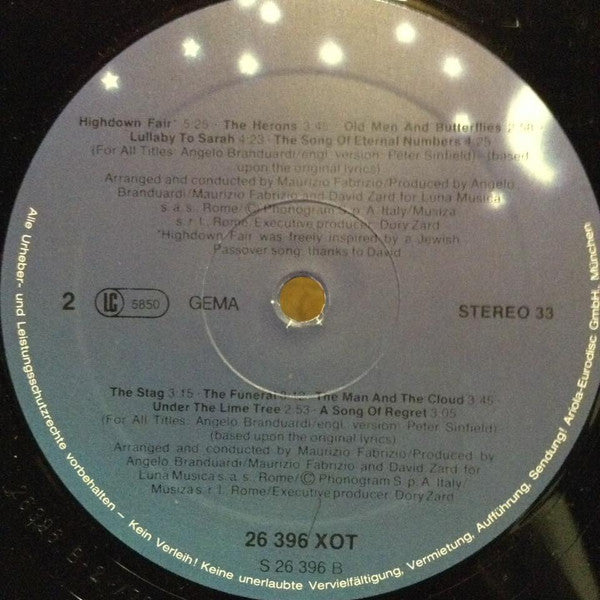 Highdown Fair* 5:25 · The Herons 3:45 · Old Men And Butterflies
Lullaby To Sarah 4:23 · The Song Of Eternal Numbers 4:25
(For All Titles: Angelo Branduardi/engl. version: Peter Sinfield) (based
upon the original lyrics)
Arranged and conducted by Maurizio Fabrizio/Produced by Angelo
Branduardi/Maurizio Fabrizio and David Zard for Luna Musica
s. a. s., Rome/Ⓒ Phonogram S. p. A. Italy/Musiza
s. r. l. Rome/Executive producer: Dory Zard
*Highdown Fair was freely inspired by a Jewish
Passover song: thanks to David
2 LC 5850 GEMA STEREO 33
The Stag 3:15 · The Funeral 3:12 · The Man And The Cloud 3:45
Under The Lime Tree 2:53 · A Song Of Regret 3:05
(For All Titles: Angelo Branduardi/engl. version: Peter Sinfield)
(based upon the original lyrics)
Arranged and conducted by Maurizio Fabrizio/Produced by
Angelo Branduardi/Maurizio Fabrizio and David Zard for
Luna Musica s. a. s. Rome/Ⓒ Phonogram S. p. A. Italy/
Musiza s. r. l. Rome/Executive producer: Dory Zard
26 396 XOT
S 26 396 B
Alle Urheber- und Leistungsschutzrechte vorbehalten – Kein Verleih! Keine unerlaubte Vervielfältigung, Vermietung, Aufführung, Sendung! Ariola-Eurodisc GmbH, München